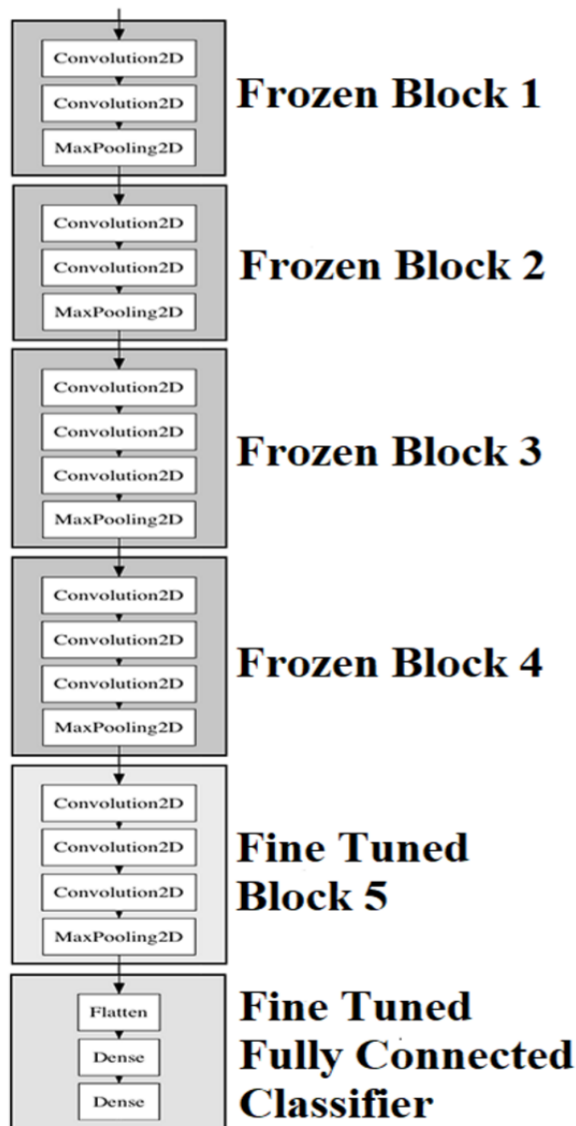 Convolution2D
Convolution2D
MaxPooling2D
Frozen Block 1
Convolution2D
Convolution2D
MaxPooling2D
Frozen Block 2
Convolution2D
Convolution2D
Convolution2D
MaxPooling2D
Frozen Block 3
Convolution2D
Convolution2D
Convolution2D
MaxPooling2D
Frozen Block 4
Convolution2D
Convolution2D
Convolution2D
MaxPooling2D
Fine Tuned
Block 5
Flatten
Dense
Dense
Fine Tuned
Fully Connected
Classifier